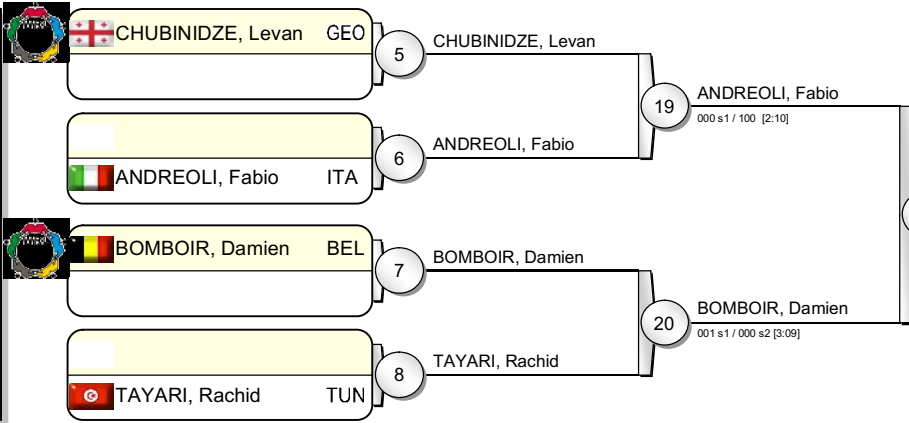 CHUBINIDZE, Levan GEO
5
CHUBINIDZE, Levan
19
ANDREOLI, Fabio
000 s1 / 100 [2:10]
6
ANDREOLI, Fabio
ANDREOLI, Fabio ITA
BOMBOIR, Damien BEL
7
BOMBOIR, Damien
20
BOMBOIR, Damien
001 s1 / 000 s2 [3:09]
8
TAYARI, Rachid
TAYARI, Rachid TUN